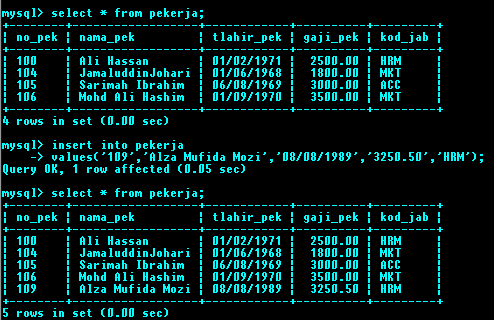 mysql> select * from pekerja;
+--------+------------------+------------+----------+---------+
| no_pek | nama_pek | tlahir_pek | gaji_pek | kod_jab |
+--------+------------------+------------+----------+---------+
| 100 | Ali Hassan | 01/02/1971 | 2500.00 | HRM |
| 104 | JamaluddinJohari | 01/06/1968 | 1800.00 | MKT |
| 105 | Sarimah Ibrahim | 06/08/1969 | 3000.00 | ACC |
| 106 | Mohd Ali Hashim | 01/09/1970 | 3500.00 | MKT |
+--------+------------------+------------+----------+---------+
4 rows in set (0.00 sec)
mysql> insert into pekerja
-> values('109','Alza Mufida Mozi','08/08/1989','3250.50','HRM');
Query OK, 1 row affected (0.05 sec)
mysql> select * from pekerja;
+--------+------------------+------------+----------+---------+
| no_pek | nama_pek | tlahir_pek | gaji_pek | kod_jab |
+--------+------------------+------------+----------+---------+
| 100 | Ali Hassan | 01/02/1971 | 2500.00 | HRM |
| 104 | JamaluddinJohari | 01/06/1968 | 1800.00 | MKT |
| 105 | Sarimah Ibrahim | 06/08/1969 | 3000.00 | ACC |
| 106 | Mohd Ali Hashim | 01/09/1970 | 3500.00 | MKT |
| 109 | Alza Mufida Mozi | 08/08/1989 | 3250.50 | HRM |
+--------+------------------+------------+----------+---------+
5 rows in set (0.00 sec)